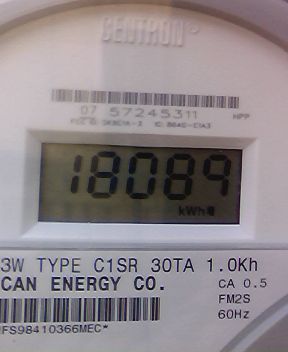 CENTRON
07 57245311 HPP
18089
kWh
3W TYPE C1SR 30TA 1.0Kh
CAN ENERGY CO. CA 0.5
FM2S
60Hz
FS98410366MEC*